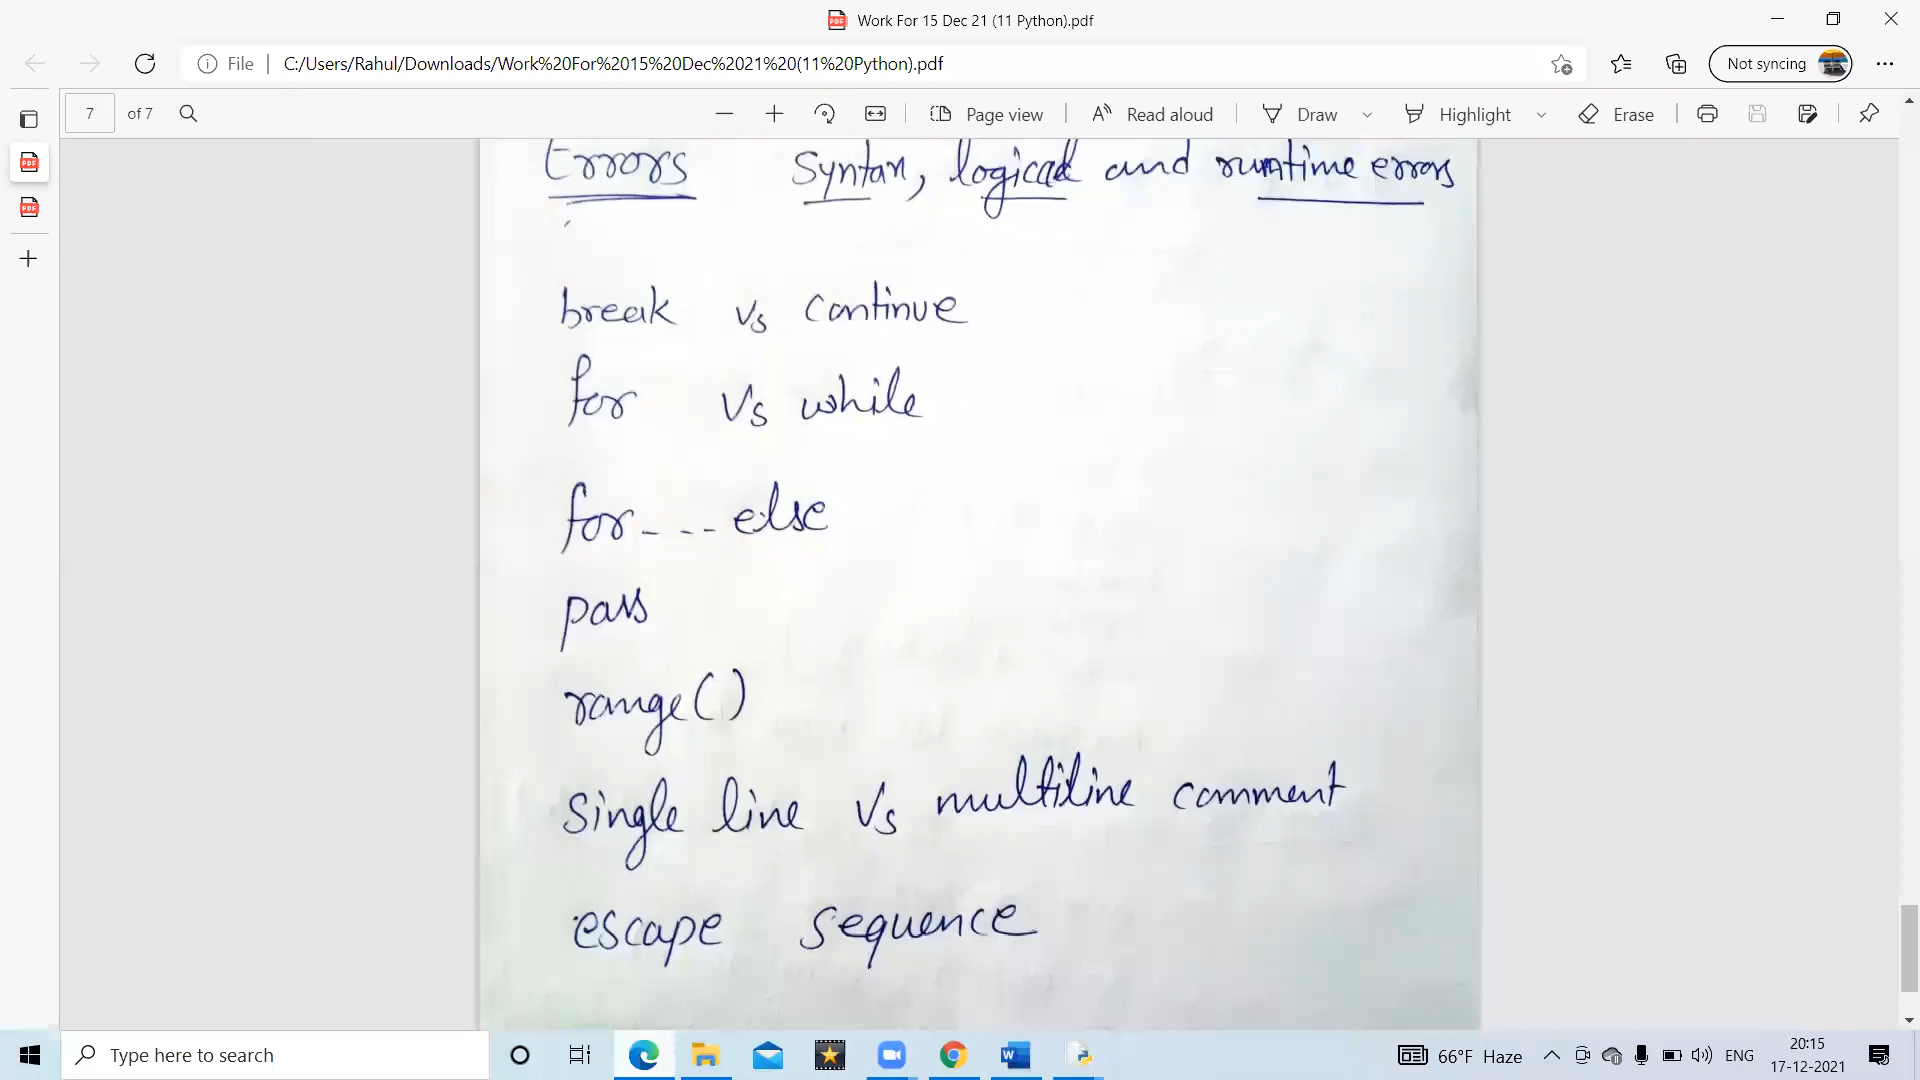 Work For 15 Dec 21 (11 Python).pdf
File C:/Users/Rahul/Downloads/Work%20For%2015%20Dec%2021%20(11%20Python).pdf Not syncing
7 of 7 Page view Read aloud Draw Highlight Erase
Errors Syntax, logical and runtime errors
break Vs Continue
for Vs while
for - - - else
pass
range()
Single line Vs multiline comment
escape sequence
Type here to search 66°F Haze ENG 20:15
17-12-2021